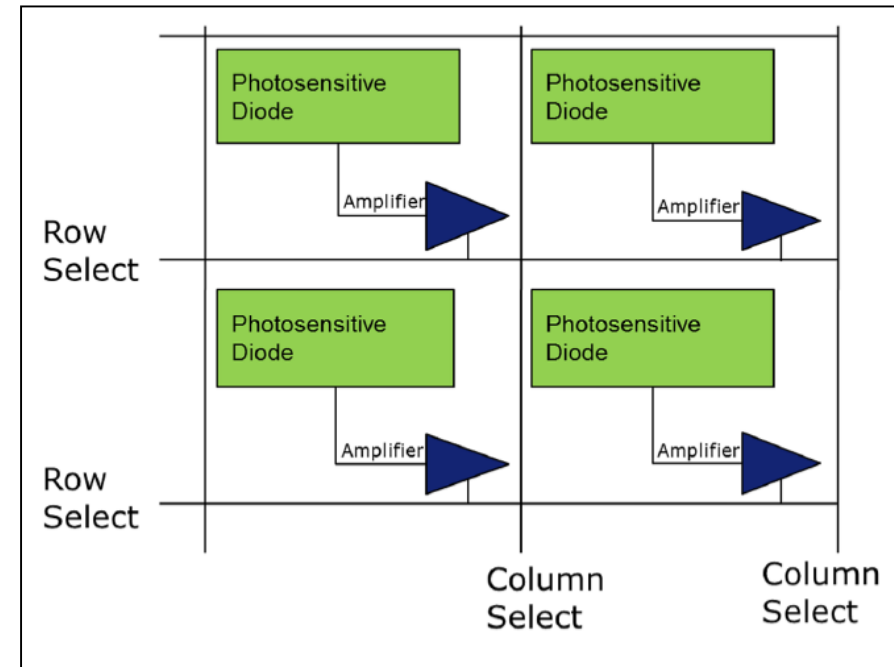 Photosensitive
Diode
Photosensitive
Diode
Amplifier
Amplifier
Row
Select
Photosensitive
Diode
Photosensitive
Diode
Amplifier
Amplifier
Row
Select
Column
Select
Column
Select